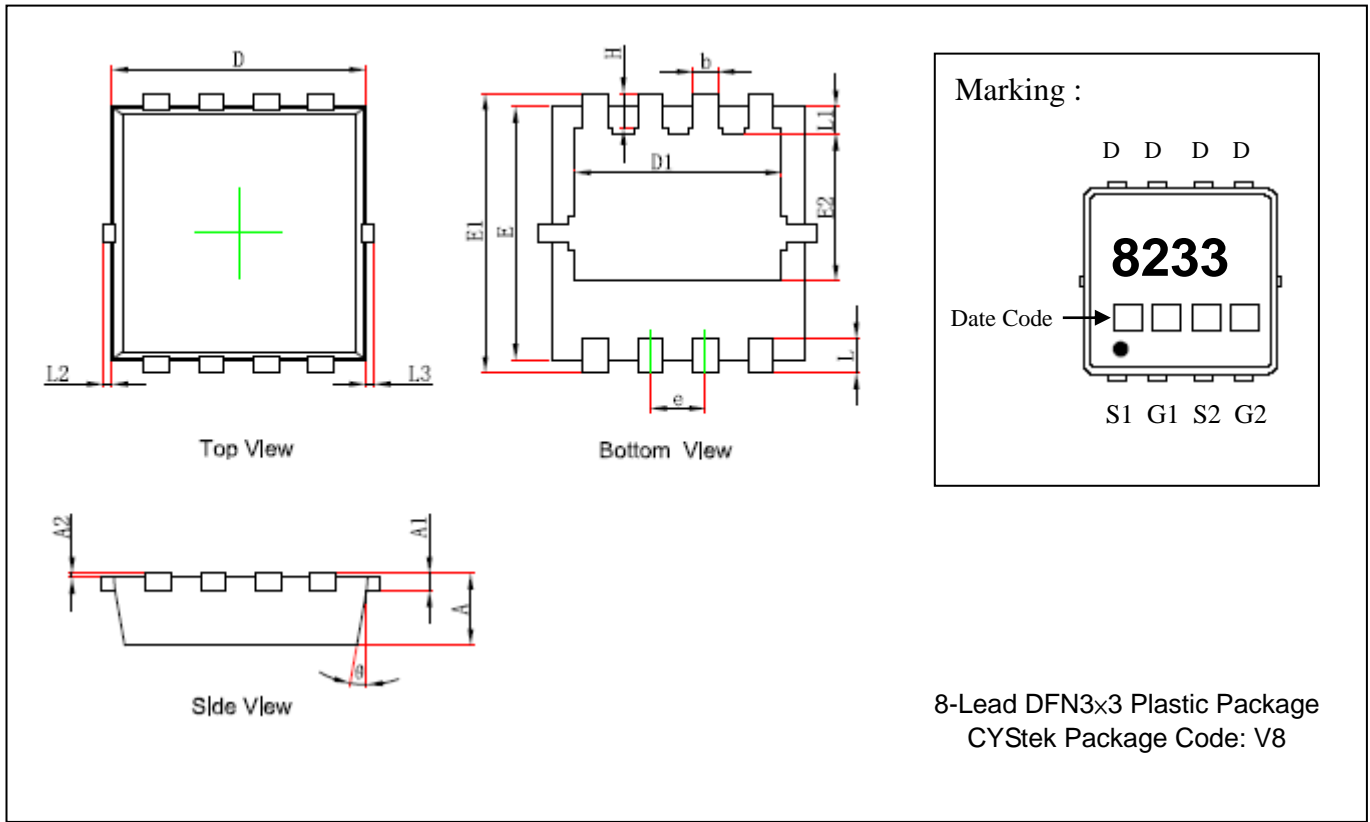 D
H
b
L1
D1
E1
E
E2
L2
L3
L
e
Top View
Bottom View
A2
A1
A
θ
Side View
Marking :
D D D D
8233
Date Code
S1 G1 S2 G2
8-Lead DFN3×3 Plastic Package
CYStek Package Code: V8